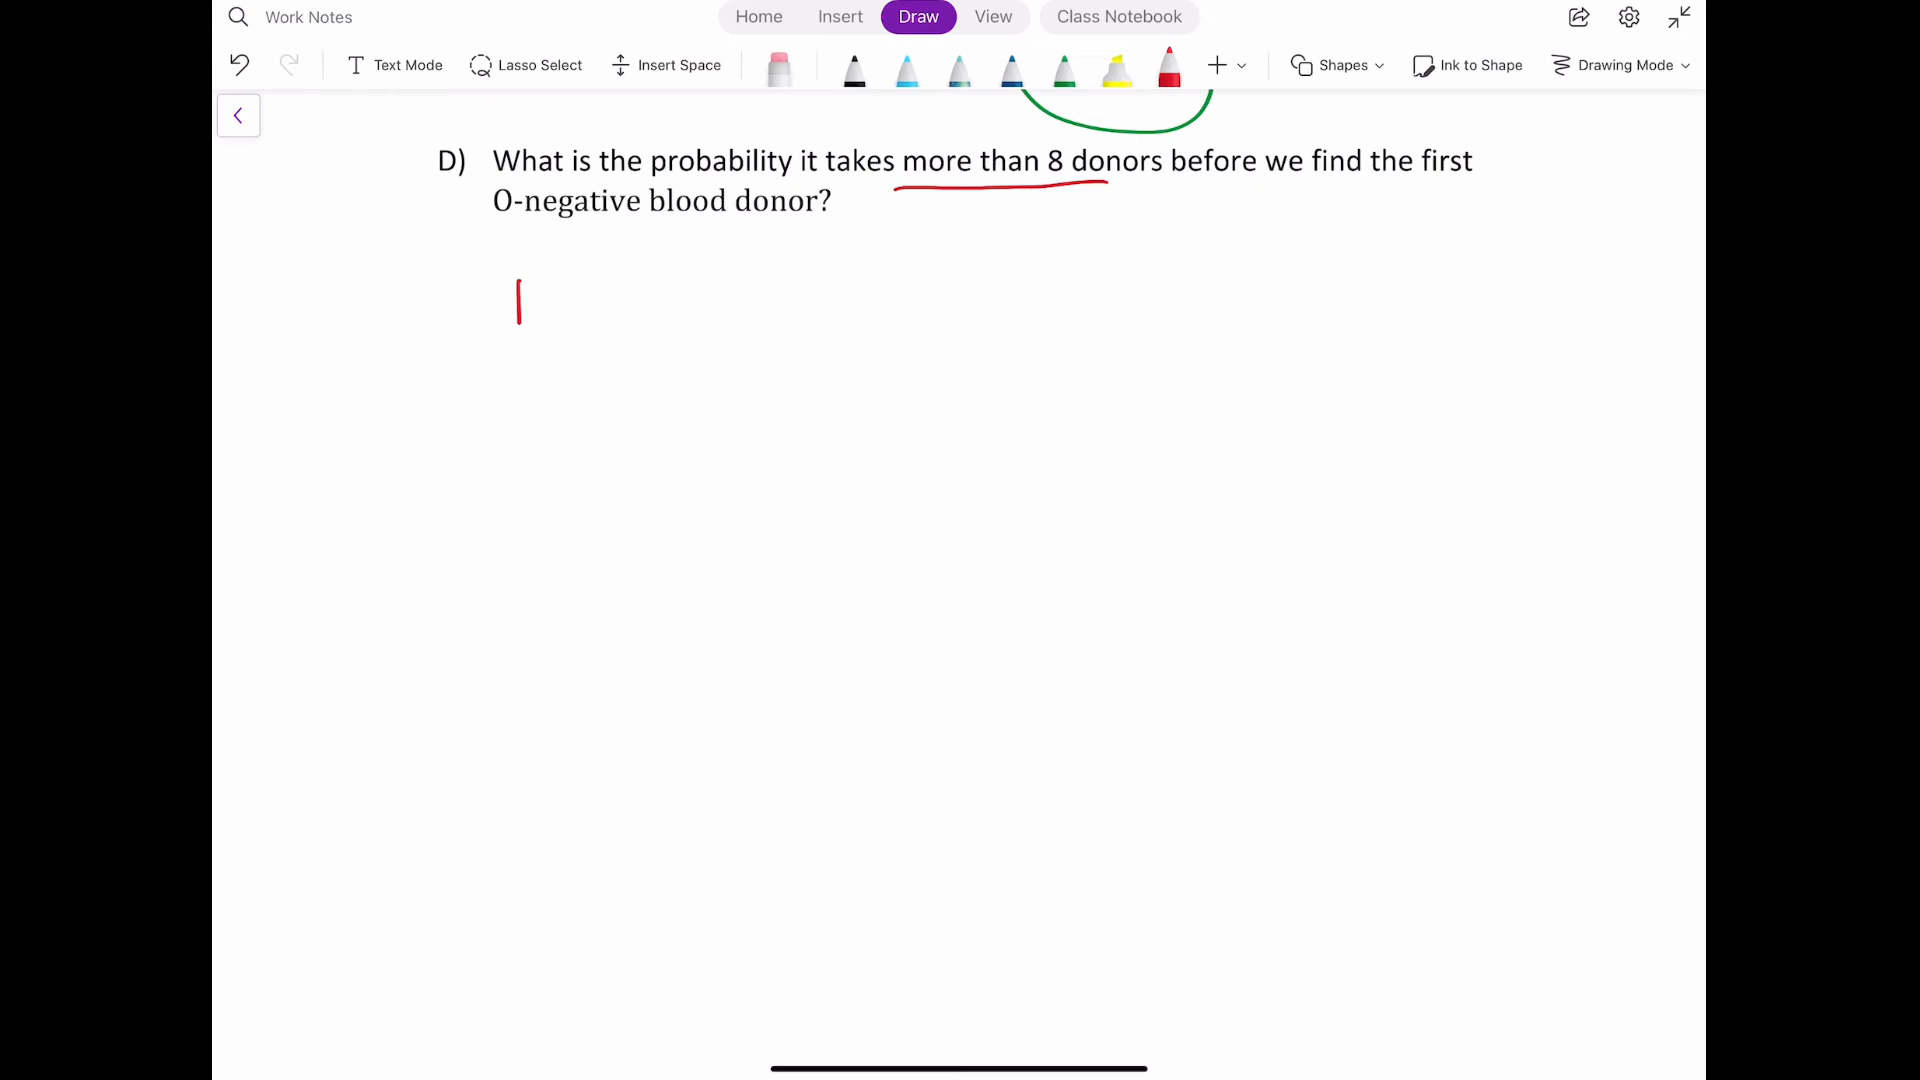 Work Notes
Home Insert Draw View Class Notebook
Text Mode Lasso Select Insert Space Shapes Ink to Shape Drawing Mode
D) What is the probability it takes more than 8 donors before we find the first
O-negative blood donor?